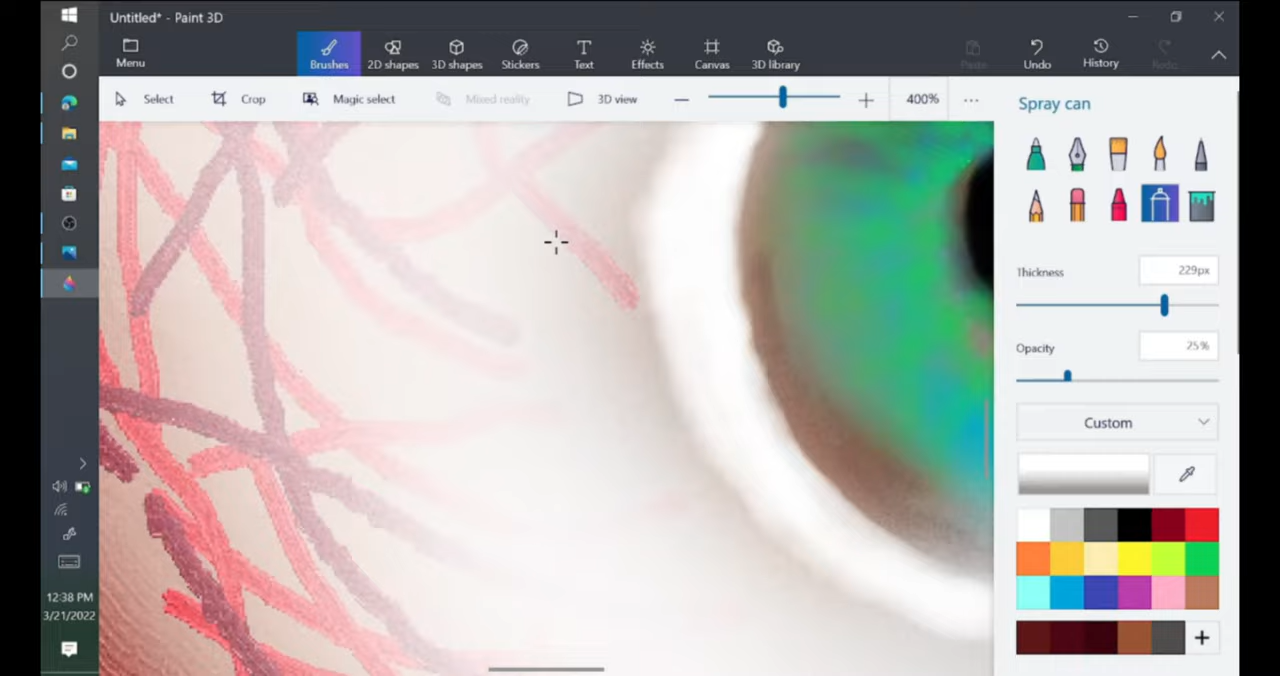 Untitled* - Paint 3D
Menu
Brushes
2D shapes
3D shapes
Stickers
Text
Effects
Canvas
3D library
Paste
Undo
History
Redo
Select
Crop
Magic select
Mixed reality
3D view
400%
Spray can
Thickness
229px
Opacity
25%
Custom
12:38 PM
3/21/2022